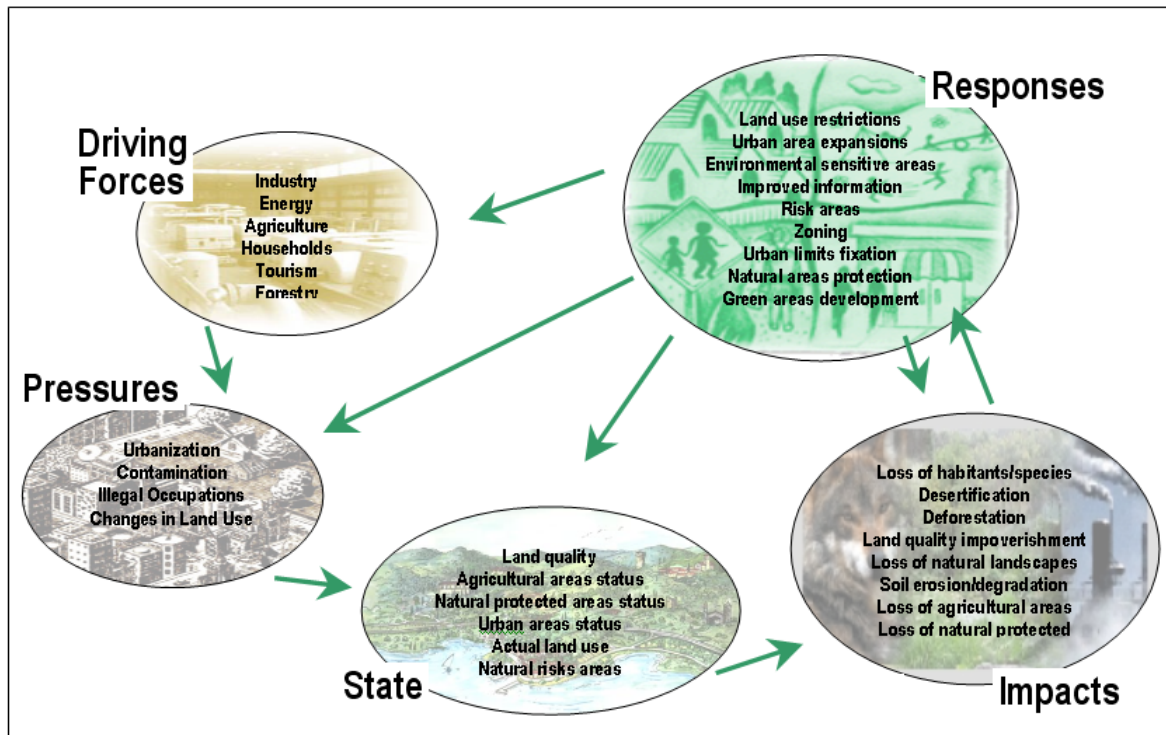 Driving
Forces
Industry
Energy
Agriculture
Households
Tourism
Forestry
Responses
Land use restrictions
Urban area expansions
Environmental sensitive areas
Improved information
Risk areas
Zoning
Urban limits fixation
Natural areas protection
Green areas development
Pressures
Urbanization
Contamination
Illegal Occupations
Changes in Land Use
Land quality
Agricultural areas status
Natural protected areas status
Urban areas status
Actual land use
Natural risks areas
State
Loss of habitants/species
Desertification
Deforestation
Land quality impoverishment
Loss of natural landscapes
Soil erosion/degradation
Loss of agricultural areas
Loss of natural protected
Impacts